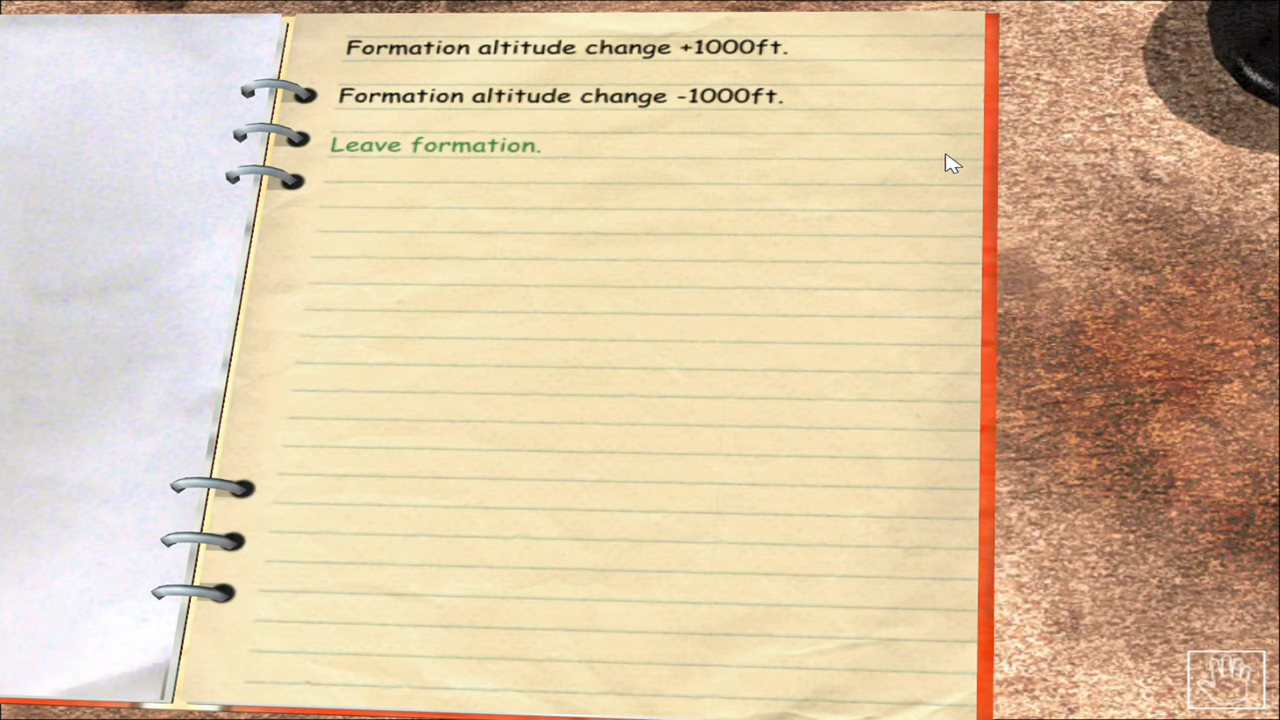 Formation altitude change +1000ft.
Formation altitude change -1000ft.
Leave formation.